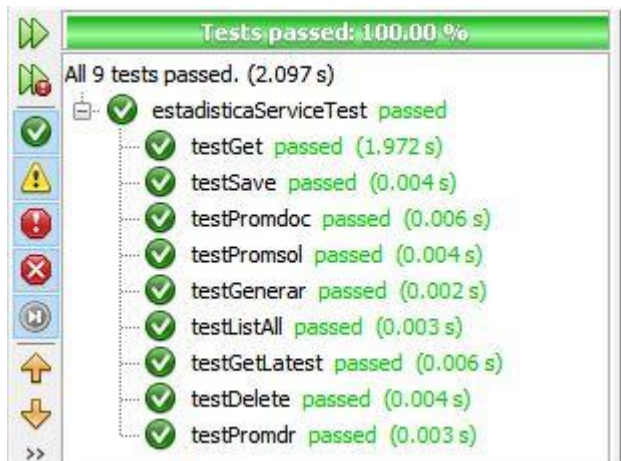 Tests passed: 100.00 %
All 9 tests passed. (2.097 s)
estadisticaServiceTest passed
testGet passed (1.972 s)
testSave passed (0.004 s)
testPromdoc passed (0.006 s)
testPromsol passed (0.004 s)
testGenerar passed (0.002 s)
testListAll passed (0.003 s)
testGetLatest passed (0.006 s)
testDelete passed (0.004 s)
testPromdr passed (0.003 s)